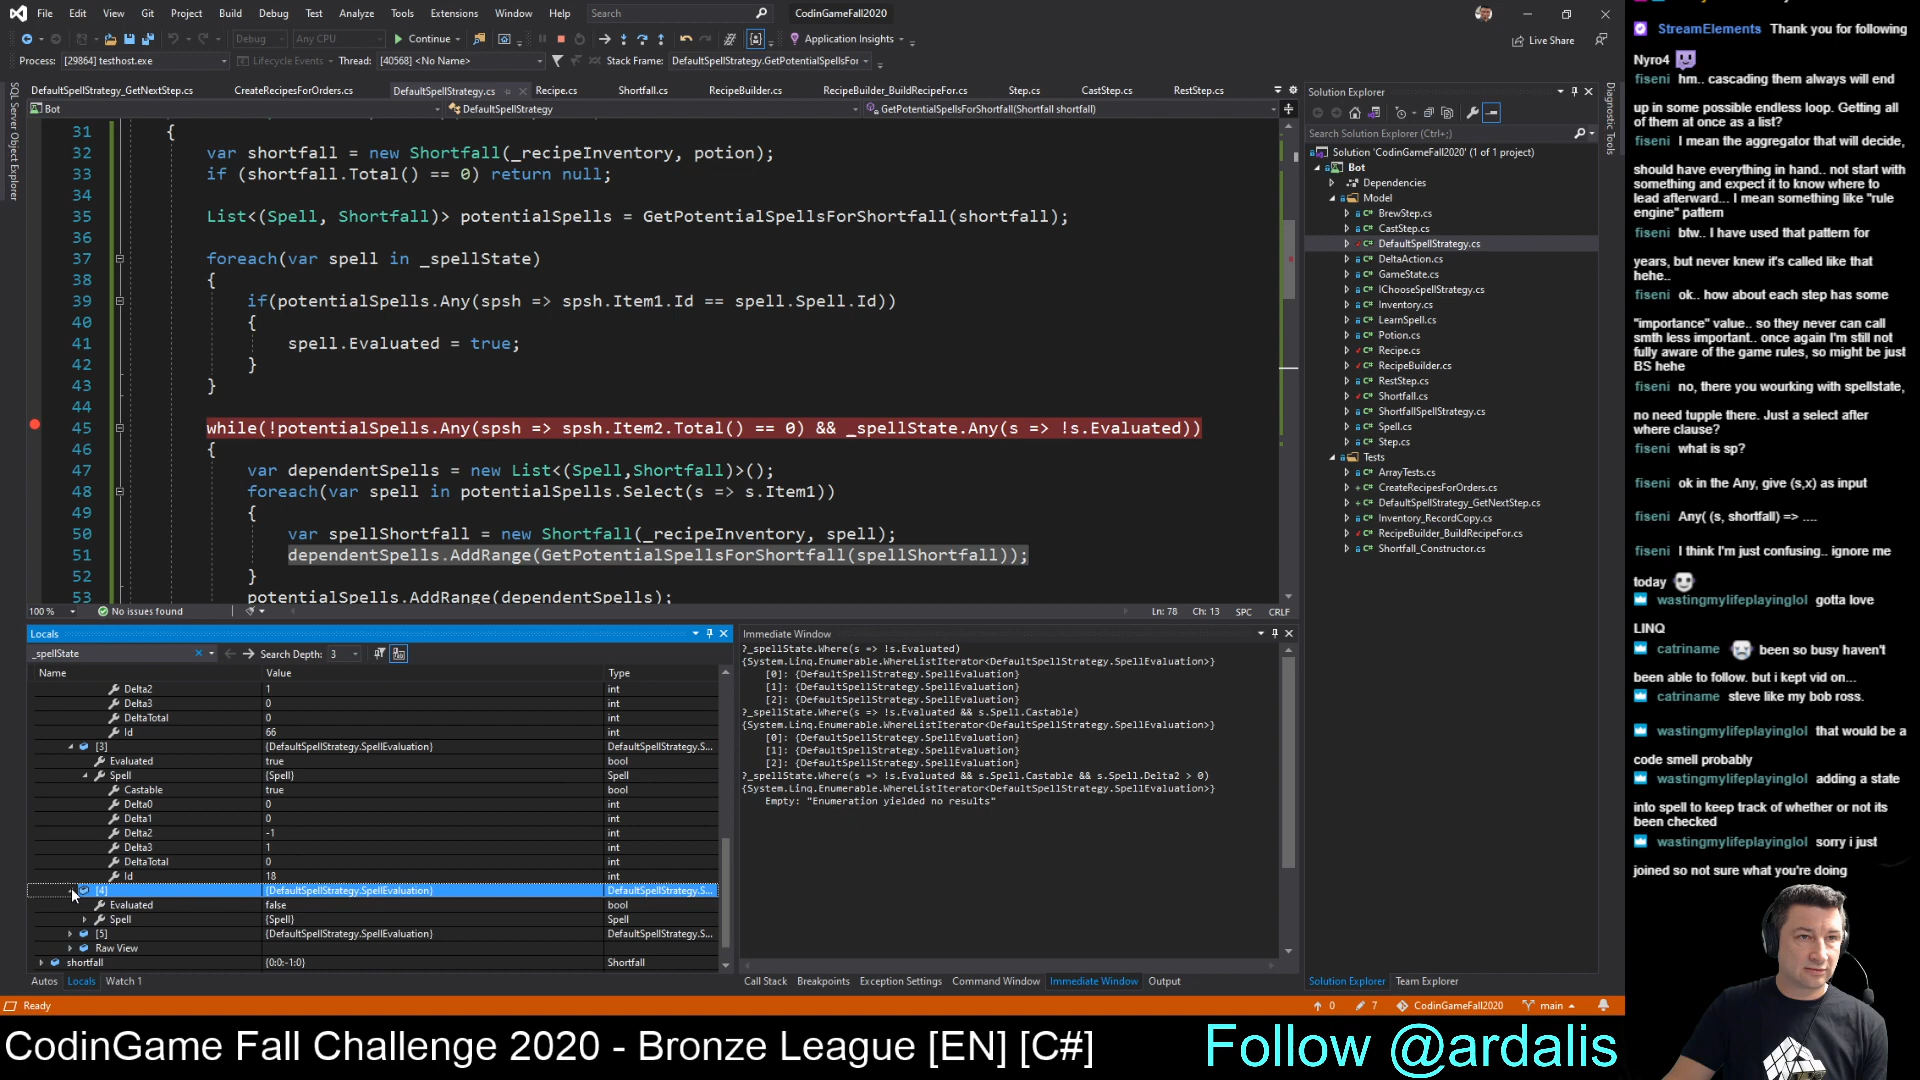 File Edit View Git Project Build Debug Test Analyze Tools Extensions Window Help Search CodinGameFall2020
Debug Any CPU Continue Application Insights Live Share
Process: [29864] testhost.exe Lifecycle Events Thread: [40568] <No Name> Stack Frame: DefaultSpellStrategy.GetPotentialSpellsFor
DefaultSpellStrategy_GetNextStep.cs CreateRecipesForOrders.cs DefaultSpellStrategy.cs Recipe.cs Shortfall.cs RecipeBuilder.cs RecipeBuilder_BuildRecipeFor.cs Step.cs CastStep.cs RestStep.cs
Bot DefaultSpellStrategy GetPotentialSpellsForShortfall(Shortfall shortfall)
SQL Server Object Explorer
31 {
32 var shortfall = new Shortfall(_recipeInventory, potion);
33 if (shortfall.Total() == 0) return null;
34
35 List<(Spell, Shortfall)> potentialSpells = GetPotentialSpellsForShortfall(shortfall);
36
37 foreach(var spell in _spellState)
38 {
39 if(potentialSpells.Any(spsh => spsh.Item1.Id == spell.Spell.Id))
40 {
41 spell.Evaluated = true;
42 }
43 }
44
45 while(!potentialSpells.Any(spsh => spsh.Item2.Total() == 0) && _spellState.Any(s => !s.Evaluated))
46 {
47 var dependentSpells = new List<(Spell,Shortfall)>();
48 foreach(var spell in potentialSpells.Select(s => s.Item1))
49 {
50 var spellShortfall = new Shortfall(_recipeInventory, spell);
51 dependentSpells.AddRange(GetPotentialSpellsForShortfall(spellShortfall));
52 }
53 potentialSpells.AddRange(dependentSpells);
100 % No issues found Ln: 78 Ch: 13 SPC CRLF
Locals
_spellState Search Depth: 3
Name Value Type
Delta2 1 int
Delta3 0 int
DeltaTotal 0 int
Id 66 int
[3] {DefaultSpellStrategy.SpellEvaluation} DefaultSpellStrategy.S...
Evaluated true bool
Spell {Spell} Spell
Castable true bool
Delta0 0 int
Delta1 0 int
Delta2 -1 int
Delta3 1 int
DeltaTotal 0 int
Id 18 int
[4] {DefaultSpellStrategy.SpellEvaluation} DefaultSpellStrategy.S...
Evaluated false bool
Spell {Spell} Spell
[5] {DefaultSpellStrategy.SpellEvaluation} DefaultSpellStrategy.S...
Raw View
shortfall {0:0:-1:0} Shortfall
Autos Locals Watch 1
Immediate Window
?_spellState.Where(s => !s.Evaluated)
{System.Linq.Enumerable.WhereListIterator<DefaultSpellStrategy.SpellEvaluation>}
[0]: {DefaultSpellStrategy.SpellEvaluation}
[1]: {DefaultSpellStrategy.SpellEvaluation}
[2]: {DefaultSpellStrategy.SpellEvaluation}
?_spellState.Where(s => !s.Evaluated && s.Spell.Castable)
{System.Linq.Enumerable.WhereListIterator<DefaultSpellStrategy.SpellEvaluation>}
[0]: {DefaultSpellStrategy.SpellEvaluation}
[1]: {DefaultSpellStrategy.SpellEvaluation}
[2]: {DefaultSpellStrategy.SpellEvaluation}
?_spellState.Where(s => !s.Evaluated && s.Spell.Castable && s.Spell.Delta2 > 0)
{System.Linq.Enumerable.WhereListIterator<DefaultSpellStrategy.SpellEvaluation>}
Empty: "Enumeration yielded no results"
Call Stack Breakpoints Exception Settings Command Window Immediate Window Output
Solution Explorer
Search Solution Explorer (Ctrl+;)
Solution 'CodinGameFall2020' (1 of 1 project)
Bot
Dependencies
Model
BrewStep.cs
CastStep.cs
DefaultSpellStrategy.cs
DeltaAction.cs
GameState.cs
IChooseSpellStrategy.cs
Inventory.cs
LearnSpell.cs
Potion.cs
Recipe.cs
RecipeBuilder.cs
RestStep.cs
Shortfall.cs
ShortfallSpellStrategy.cs
Spell.cs
Step.cs
Tests
ArrayTests.cs
CreateRecipesForOrders.cs
DefaultSpellStrategy_GetNextStep.cs
Inventory_RecordCopy.cs
RecipeBuilder_BuildRecipeFor.cs
Shortfall_Constructor.cs
Solution Explorer Team Explorer
Diagnostic Tools
Ready 0 7 CodinGameFall2020 main
StreamElements Thank you for following
Nyro4
fiseni hm.. cascading them always will end
up in some possible endless loop. Getting all
of them at once as a list?
fiseni I mean the aggregator that will decide,
should have everything in hand.. not start with
something and expect it to know where to
lead afterward... I mean something like "rule
engine" pattern
fiseni btw.. I have used that pattern for
years, but never knew it's called like that
hehe..
fiseni ok.. how about each step has some
"importance" value.. so they never can call
smth less important.. once again I'm still not
fully aware of the game rules, so might be just
BS hehe
fiseni no, there you wourking with spellstate,
no need tupple there. Just a select after
where clause?
fiseni what is sp?
fiseni ok in the Any, give (s,x) as input
fiseni Any( (s, shortfall) => ....
fiseni I think I'm just confusing.. ignore me
today
wastingmylifeplayinglol gotta love
LINQ
catriname been so busy haven't
been able to follow. but i kept vid on...
catriname steve like my bob ross.
wastingmylifeplayinglol that would be a
code smell probably
wastingmylifeplayinglol adding a state
into spell to keep track of whether or not its
been checked
wastingmylifeplayinglol sorry i just
joined so not sure what you're doing
CodinGame Fall Challenge 2020 - Bronze League [EN] [C#] Follow @ardalis